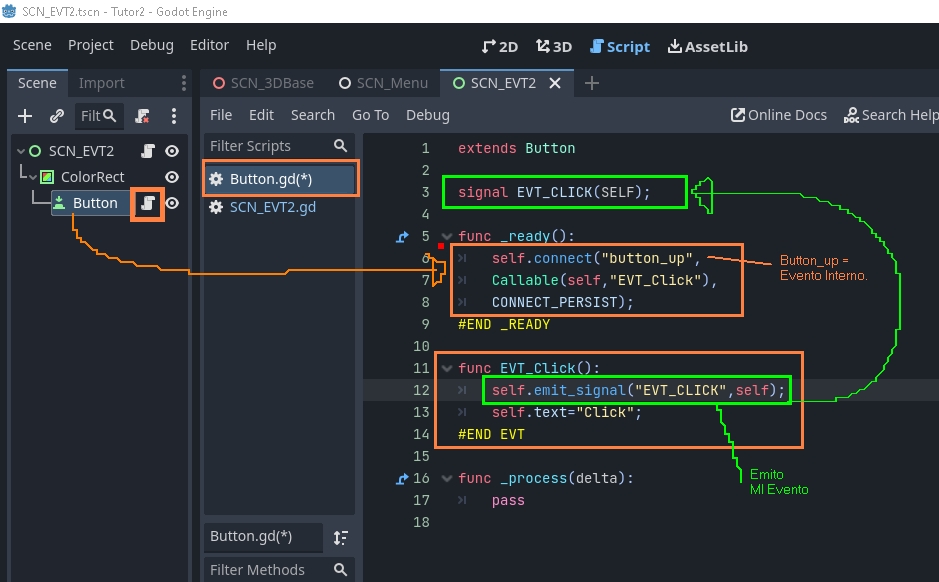 SCN_EVT2.tscn - Tutor2 - Godot Engine
Scene Project Debug Editor Help
2D 3D Script AssetLib
Scene Import
SCN_3DBase SCN_Menu SCN_EVT2
Filt
File Edit Search Go To Debug
Online Docs Search Help
SCN_EVT2
ColorRect
Button
Filter Scripts
Button.gd(*)
SCN_EVT2.gd
Button.gd(*)
Filter Methods
1 extends Button
2
3 signal EVT_CLICK(SELF);
4
5 func _ready():
6 self.connect("button_up",
7 Callable(self,"EVT_Click"),
8 CONNECT_PERSIST);
9 #END _READY
10
11 func EVT_Click():
12 self.emit_signal("EVT_CLICK",self);
13 self.text="Click";
14 #END EVT
15
16 func _process(delta):
17 pass
18
Button_up =
Evento Interno.
Emito
MI Evento